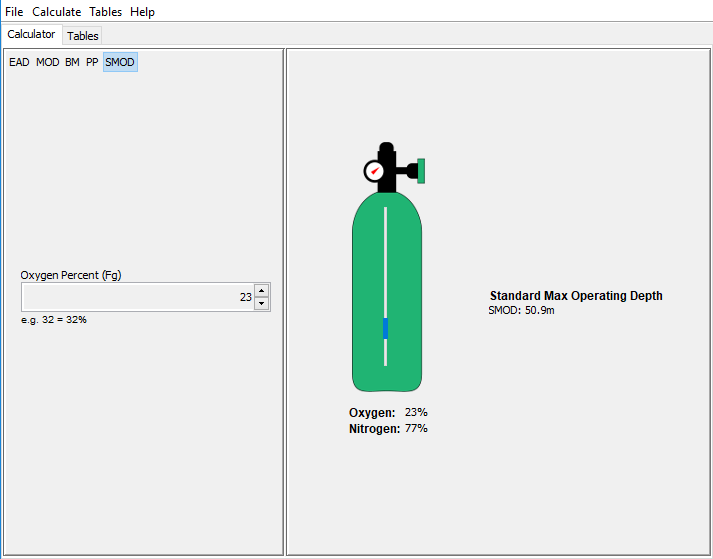 File Calculate Tables Help
Calculator Tables
EAD MOD BM PP SMOD
Oxygen Percent (Fg)
23
e.g. 32 = 32%
Standard Max Operating Depth
SMOD: 50.9m
Oxygen: 23%
Nitrogen: 77%